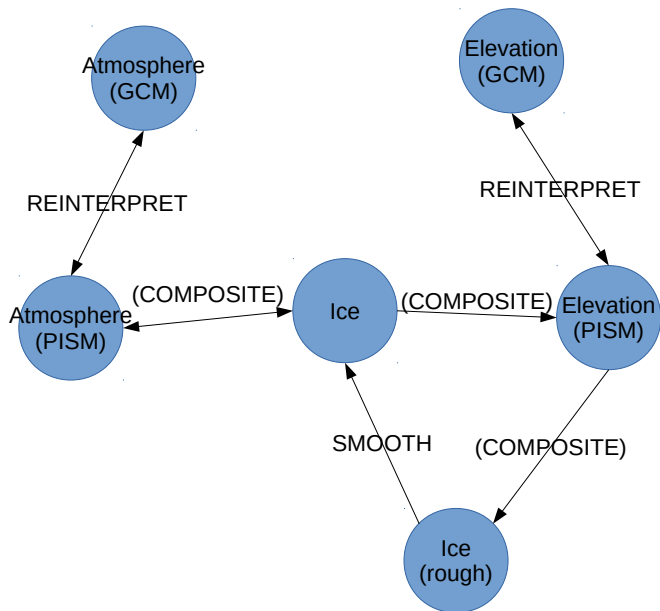 Atmosphere
(GCM)
Elevation
(GCM)
REINTERPRET
REINTERPRET
Atmosphere
(PISM)
(COMPOSITE)
Ice
(COMPOSITE)
Elevation
(PISM)
SMOOTH
(COMPOSITE)
Ice
(rough)